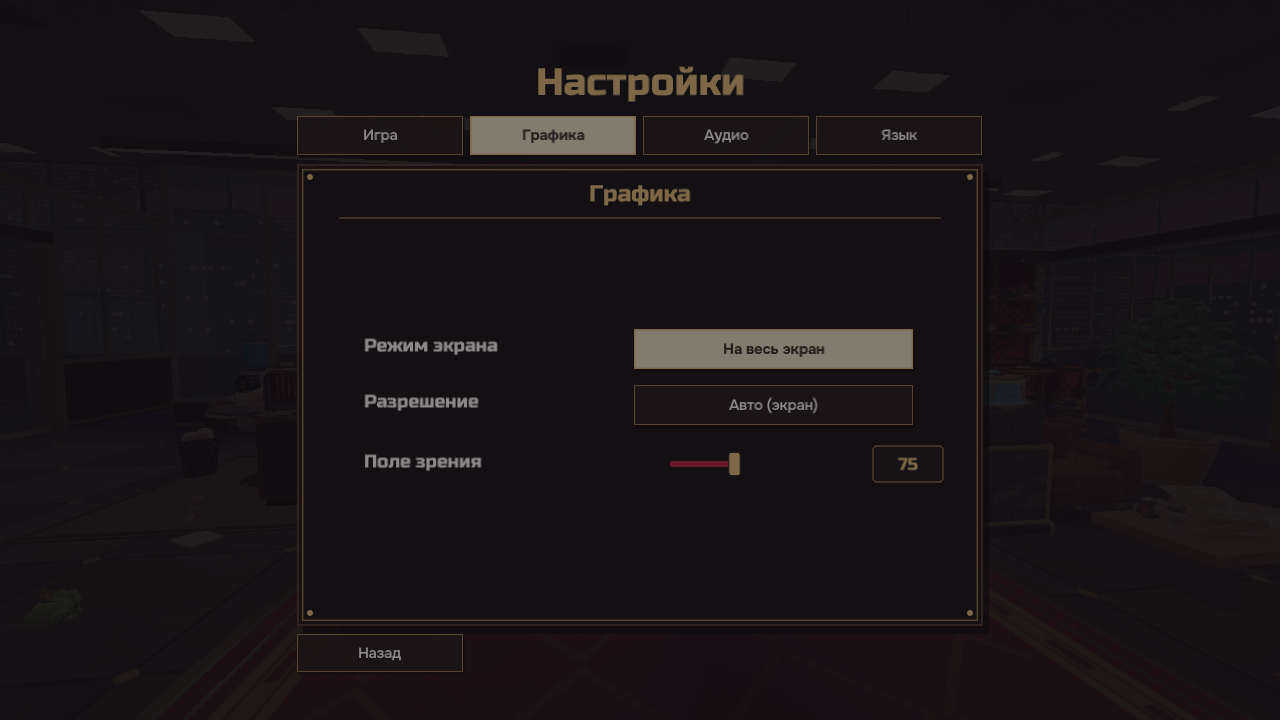 Настройки
Игра
Графика
Аудио
Язык
Графика
Режим экрана
На весь экран
Разрешение
Авто (экран)
Поле зрения
75
Назад